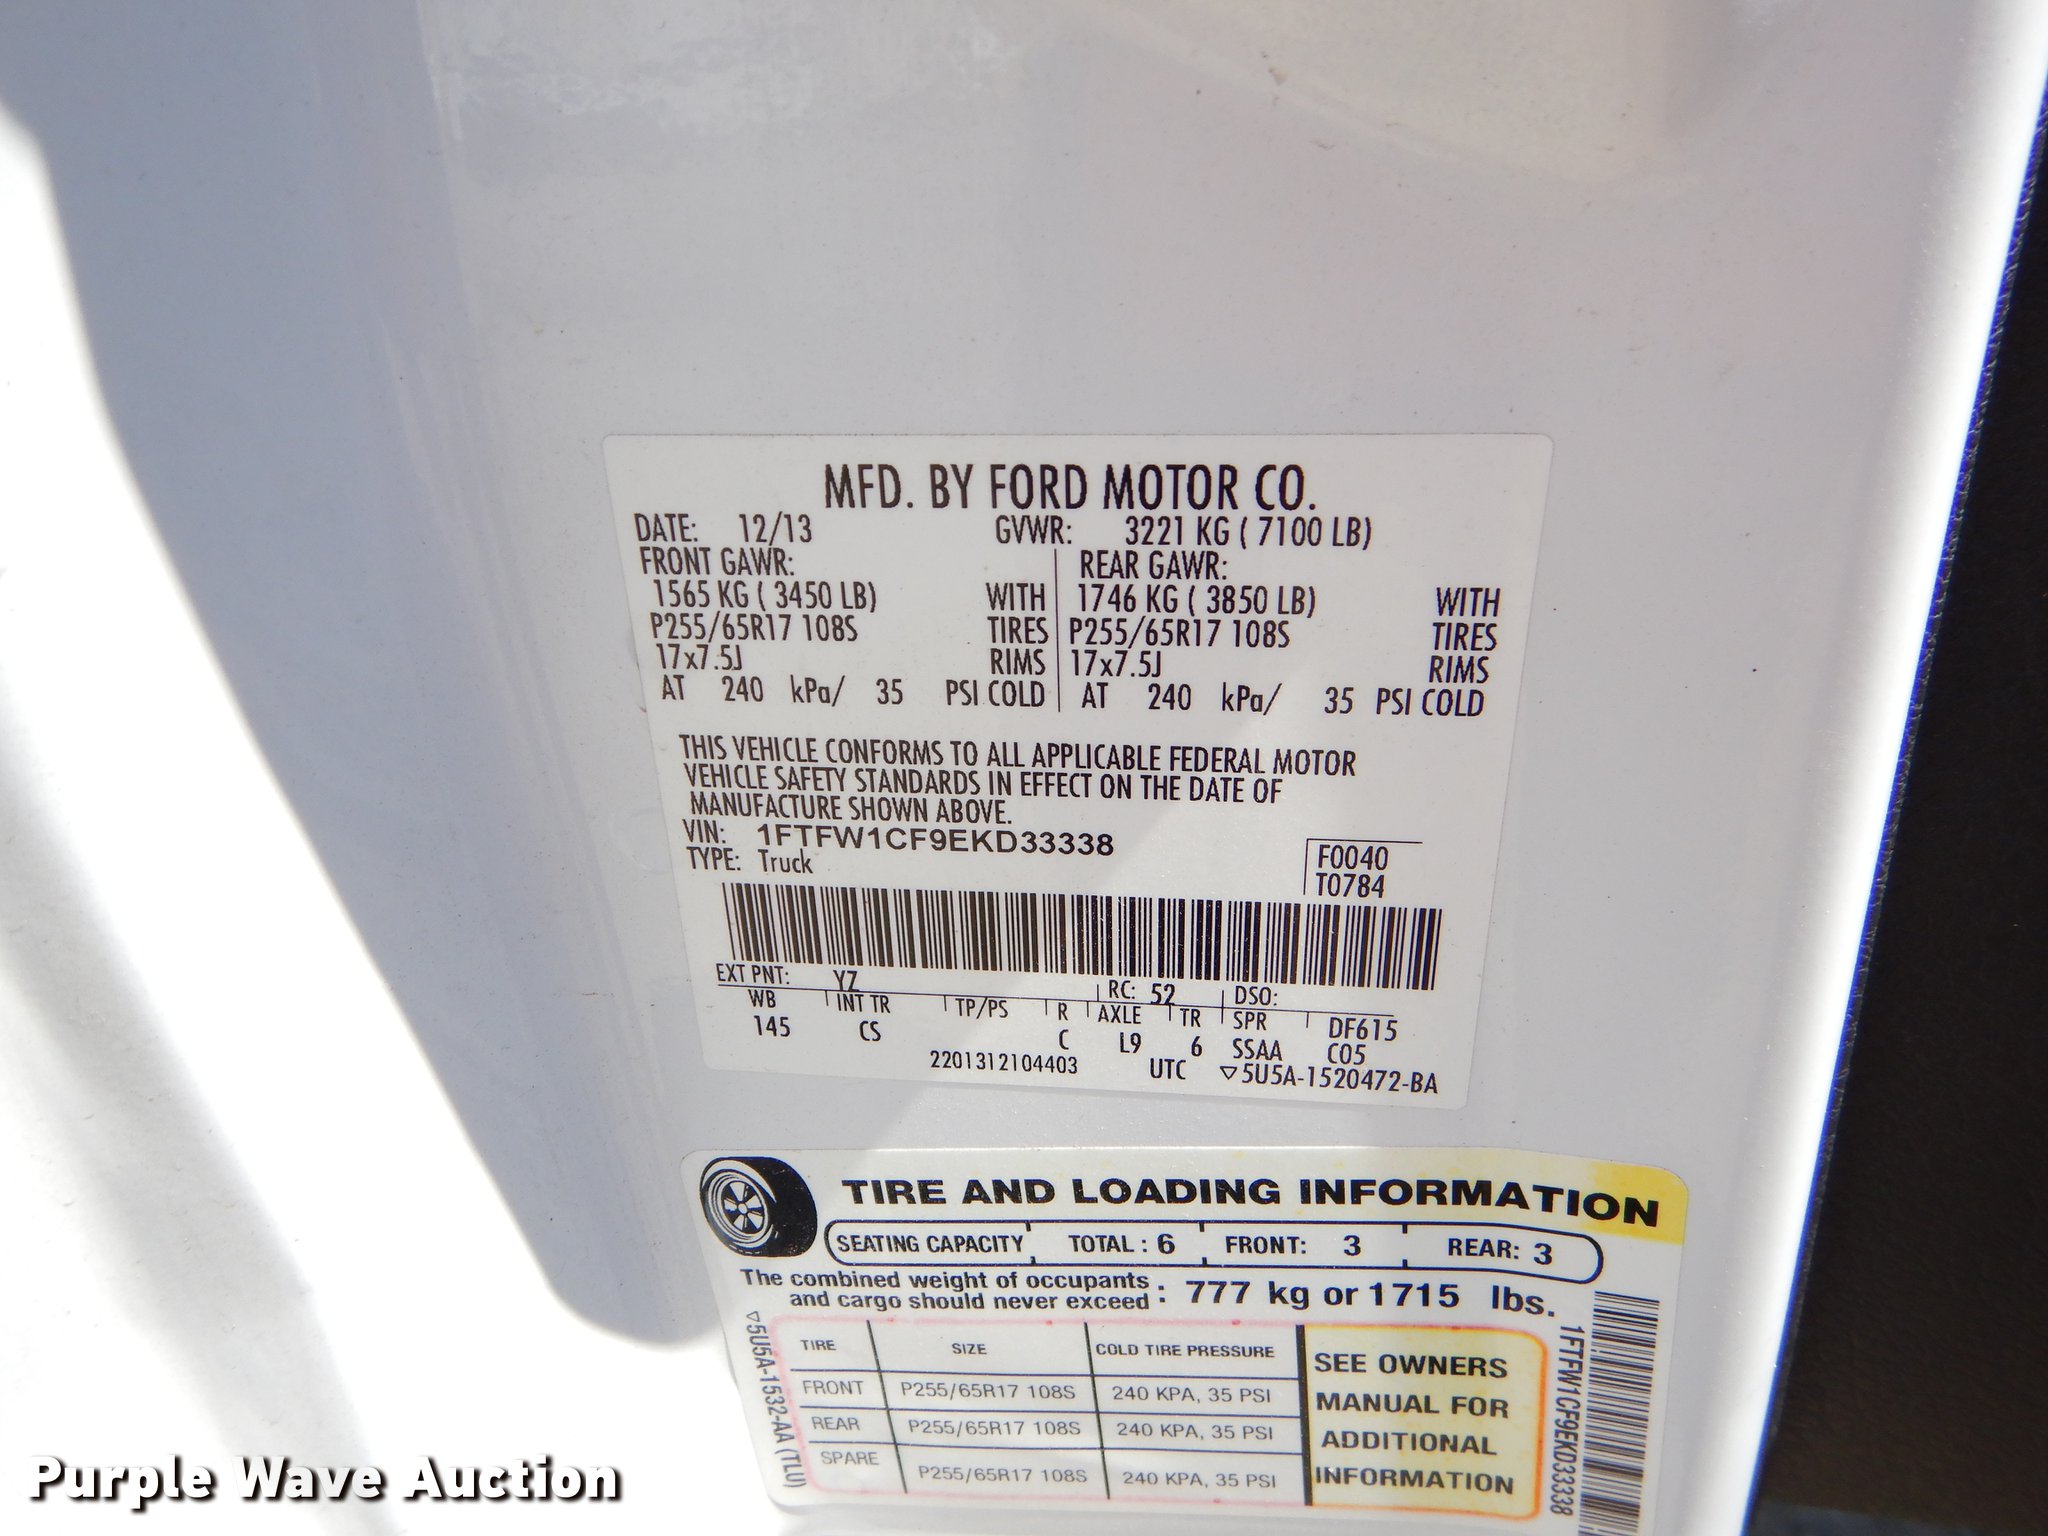 MFD. BY FORD MOTOR CO.
DATE: 12/13 GVWR: 3221 KG ( 7100 LB)
FRONT GAWR: REAR GAWR:
1565 KG ( 3450 LB) WITH 1746 KG ( 3850 LB) WITH
P255/65R17 108S TIRES P255/65R17 108S TIRES
17x7.5J RIMS 17x7.5J RIMS
AT 240 kPa/ 35 PSI COLD AT 240 kPa/ 35 PSI COLD
THIS VEHICLE CONFORMS TO ALL APPLICABLE FEDERAL MOTOR
VEHICLE SAFETY STANDARDS IN EFFECT ON THE DATE OF
MANUFACTURE SHOWN ABOVE.
VIN: 1FTFW1CF9EKD33338
TYPE: Truck
F0040
T0784
EXT PNT: YZ RC: 52 DSO:
WB INT TR TP/PS R AXLE TR SPR DF615
145 CS C L9 6 SSAA C05
2201312104403 UTC ▽5U5A-1520472-BA
TIRE AND LOADING INFORMATION
SEATING CAPACITY TOTAL : 6 FRONT: 3 REAR: 3
The combined weight of occupants
and cargo should never exceed : 777 kg or 1715 lbs.
TIRE SIZE COLD TIRE PRESSURE
FRONT P255/65R17 108S 240 KPA, 35 PSI
REAR P255/65R17 108S 240 KPA, 35 PSI
SPARE P255/65R17 108S 240 KPA, 35 PSI
SEE OWNERS
MANUAL FOR
ADDITIONAL
INFORMATION
▽5U5A-1532-AA (TLU)
1FTFW1CF9EKD33338
Purple Wave Auction